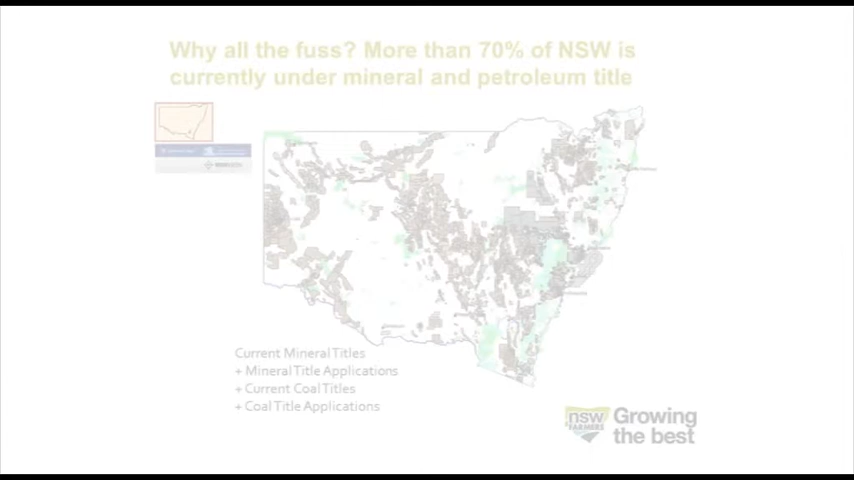 Why all the fuss? More than 70% of NSW is
currently under mineral and petroleum title
Current Mineral Titles
+ Mineral Title Applications
+ Current Coal Titles
+ Coal Title Applications
nsw
FARMERS
Growing
the best